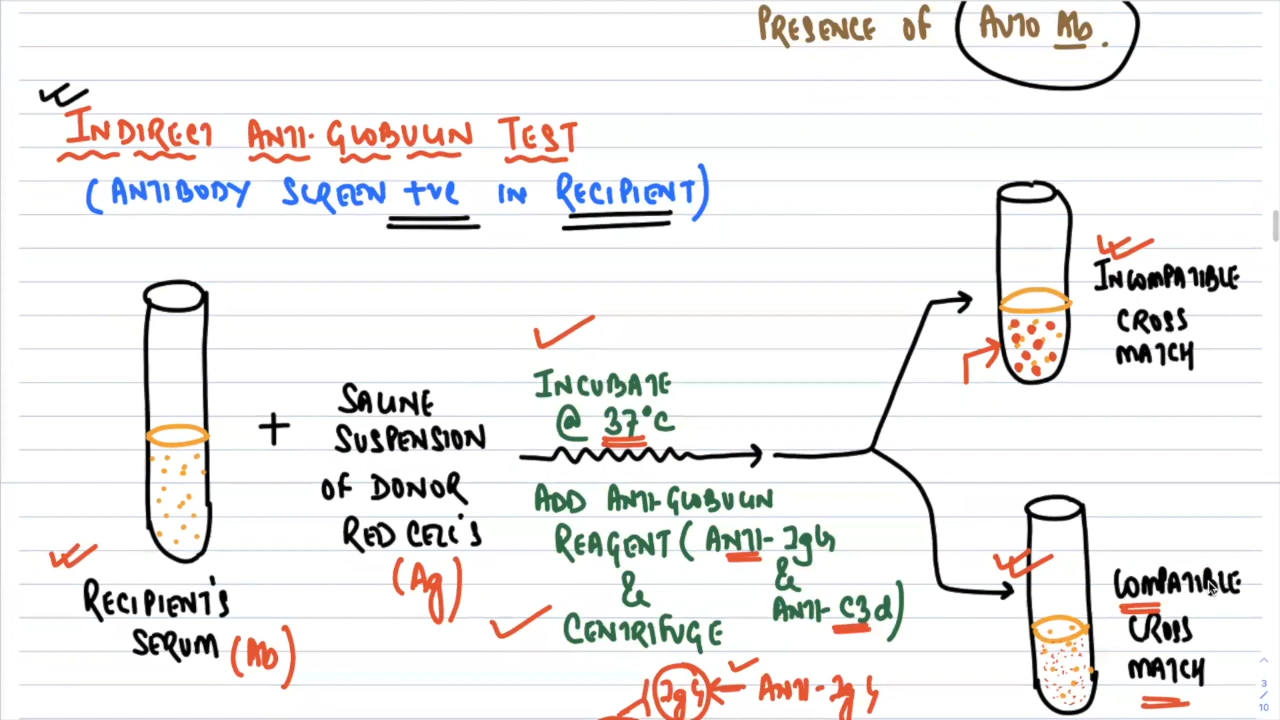 PRESENCE OF AUTO Ab.
INDIRECT ANTI-GLOBULIN TEST
(ANTIBODY SCREEN +ve IN RECIPIENT)
RECIPIENT'S
SERUM (Ab)
+
SALINE
SUSPENSION
OF DONOR
RED CELL'S
(Ag)
INCUBATE
@ 37°C
ADD ANTI-GLOBULIN
REAGENT (ANTI-IgG
&
ANTI-C3d)
&
CENTRIFUGE
INCOMPATIBLE
CROSS
MATCH
COMPATIBLE
CROSS
MATCH
IgG ANTI-IgG
3
/
10